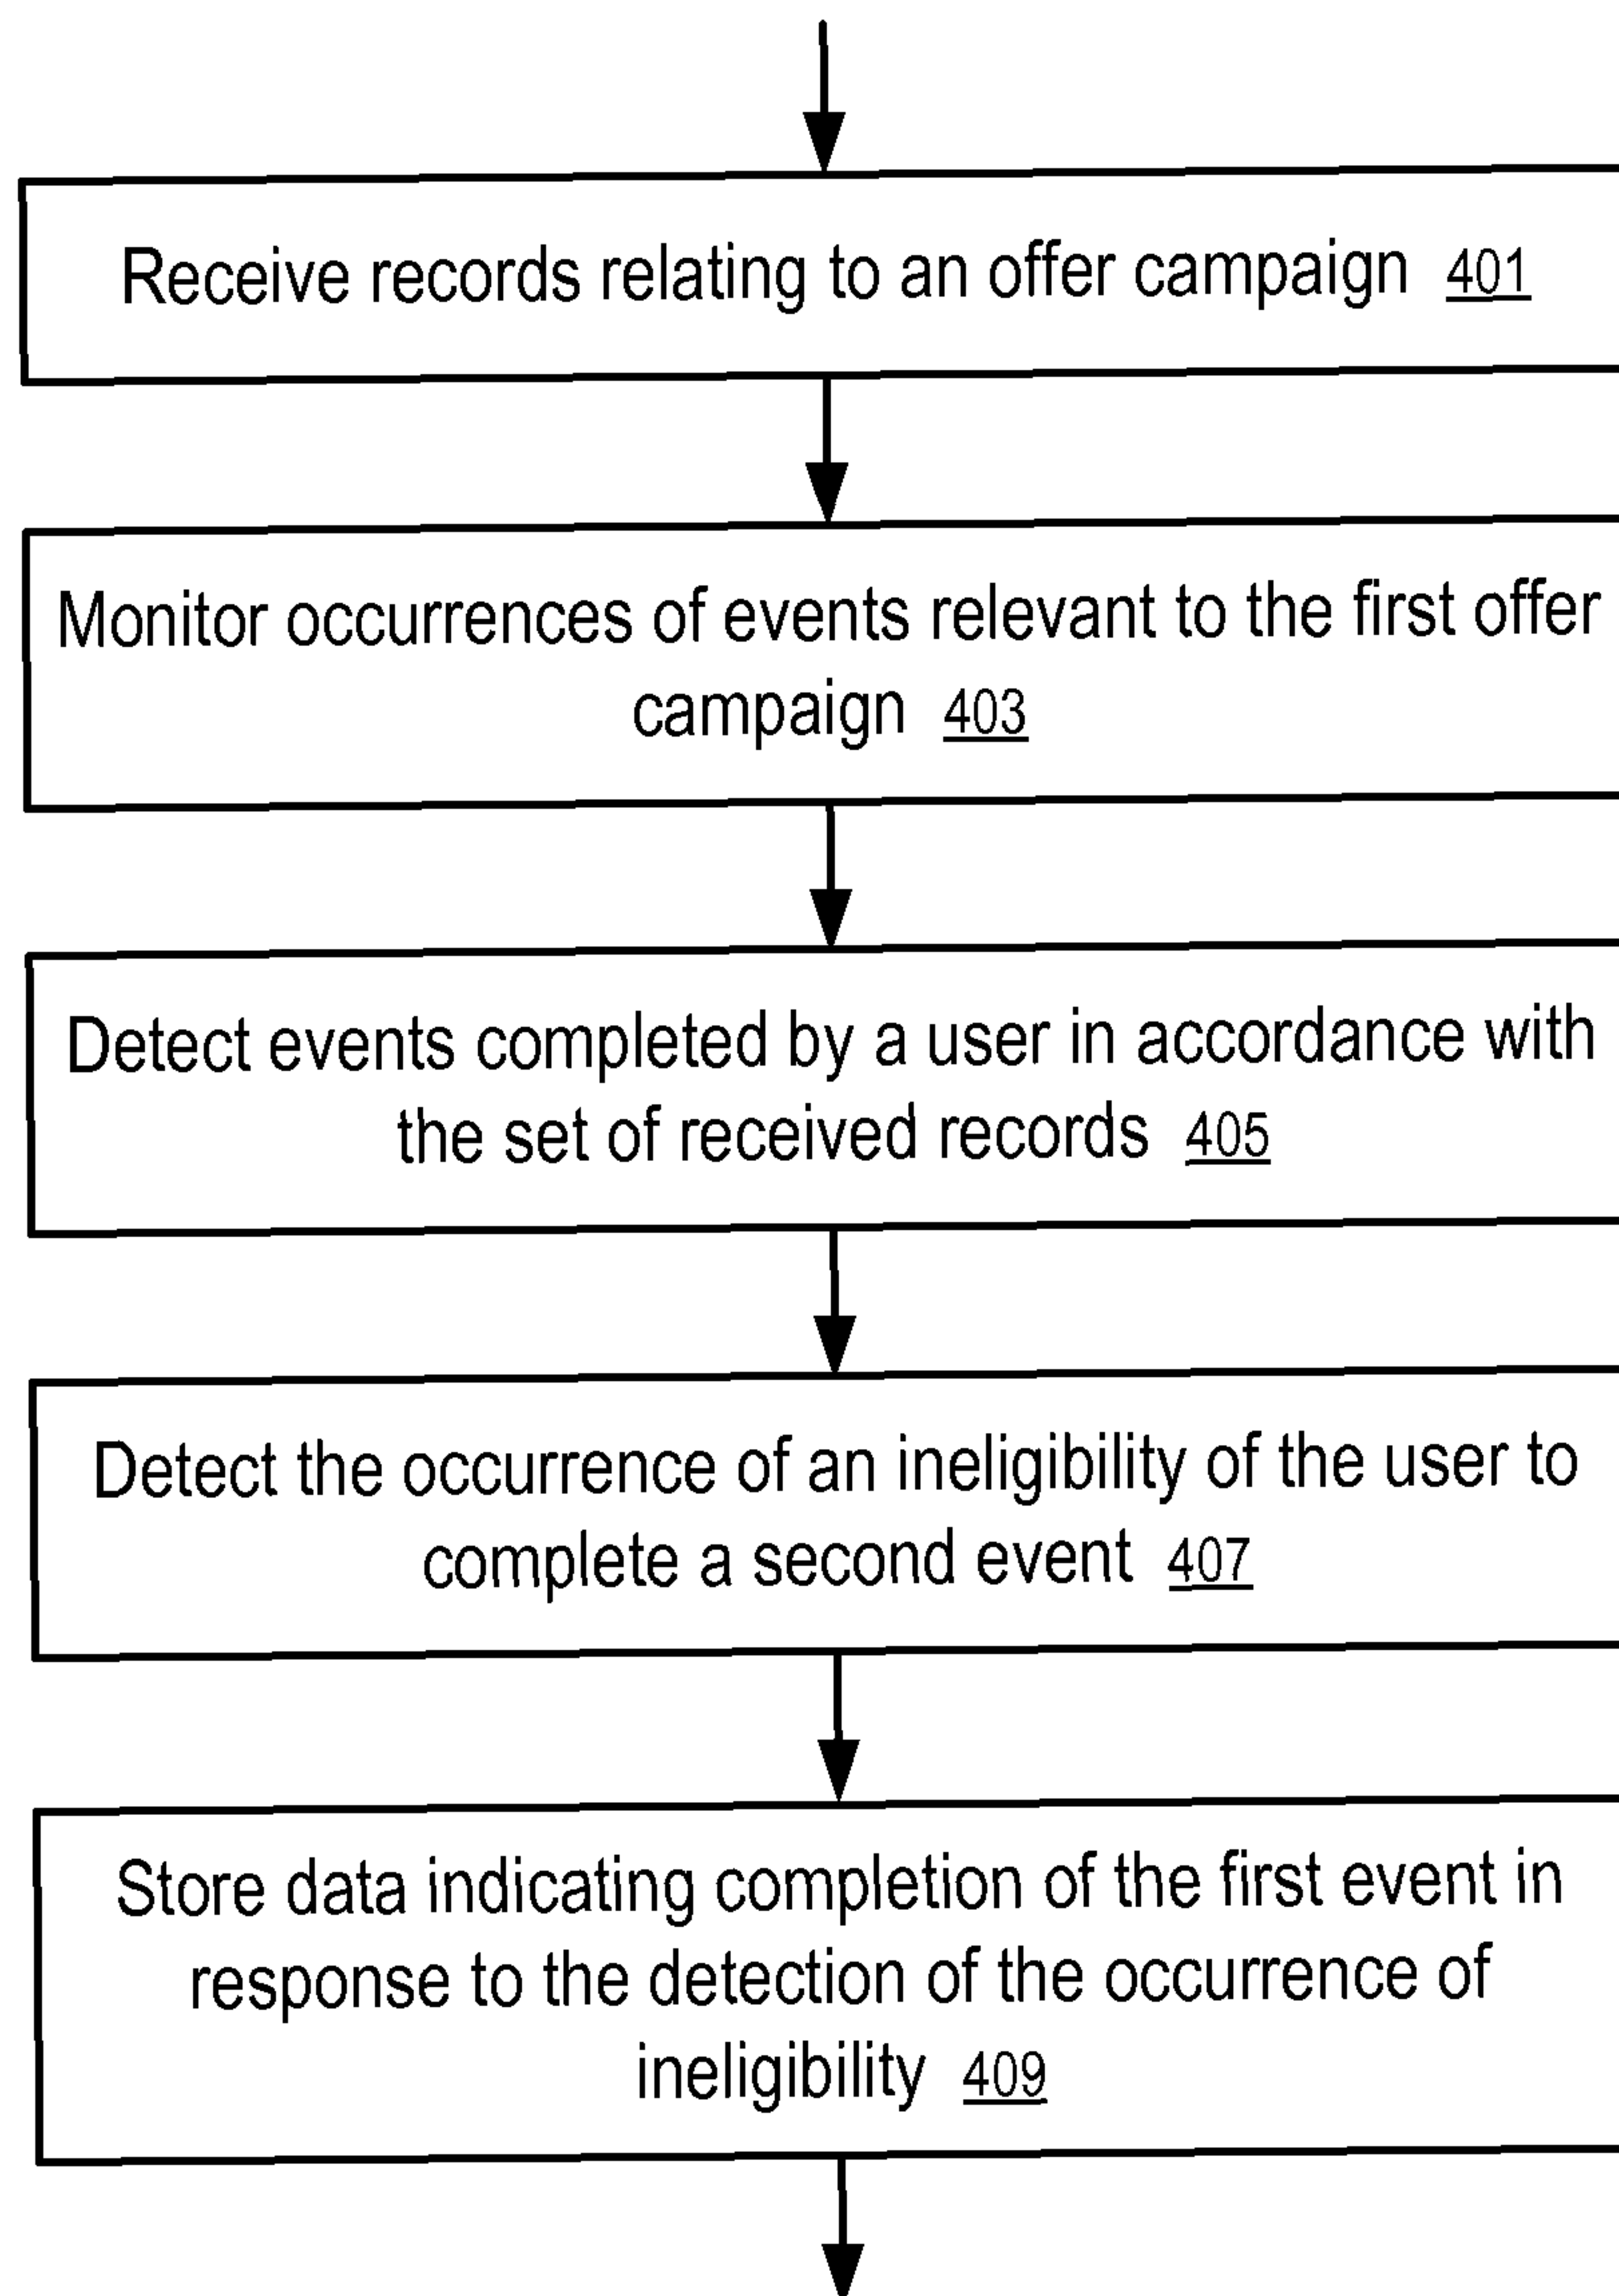 Receive records relating to an offer campaign 401
Monitor occurrences of events relevant to the first offer
campaign 403
Detect events completed by a user in accordance with
the set of received records 405
Detect the occurrence of an ineligibility of the user to
complete a second event 407
Store data indicating completion of the first event in
response to the detection of the occurrence of
ineligibility 409